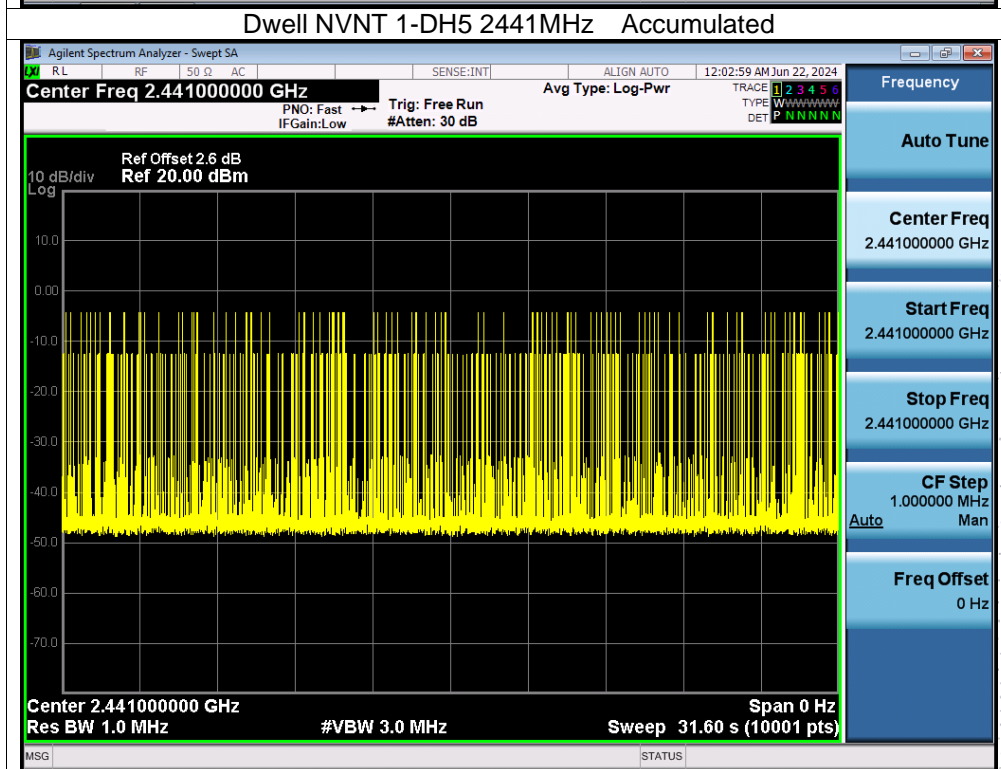 Dwell NVNT 1-DH5 2441MHz Accumulated
Agilent Spectrum Analyzer - Swept SA
LXI RL RF 50 Ω AC SENSE:INT ALIGN AUTO 12:02:59 AM Jun 22, 2024
Center Freq 2.441000000 GHz
PNO: Fast
IFGain:Low
Trig: Free Run
#Atten: 30 dB
Avg Type: Log-Pwr
TRACE 1 2 3 4 5 6
TYPE WWWWWWW
DET P N N N N N
Frequency
Auto Tune
Ref Offset 2.6 dB
10 dB/div Ref 20.00 dBm
Log
10.0
0.00
-10.0
-20.0
-30.0
-40.0
-50.0
-60.0
-70.0
Center Freq
2.441000000 GHz
Start Freq
2.441000000 GHz
Stop Freq
2.441000000 GHz
CF Step
1.000000 MHz
Auto Man
Freq Offset
0 Hz
Center 2.441000000 GHz Span 0 Hz
Res BW 1.0 MHz #VBW 3.0 MHz Sweep 31.60 s (10001 pts)
MSG STATUS